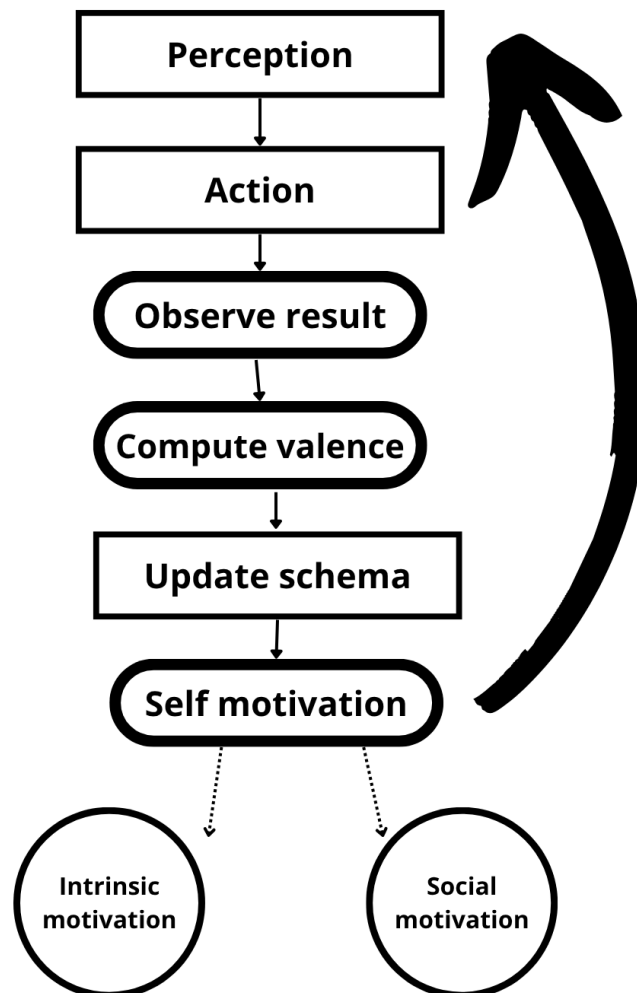 Perception
Action
Observe result
Compute valence
Update schema
Self motivation
Intrinsic
motivation
Social
motivation